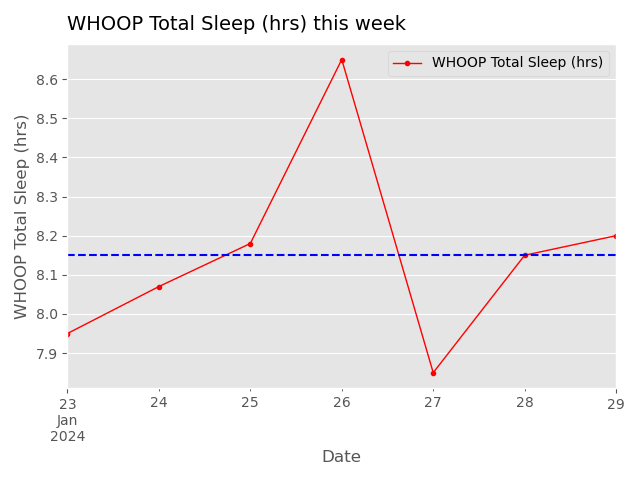 WHOOP Total Sleep (hrs) this week
WHOOP Total Sleep (hrs)
WHOOP Total Sleep (hrs)
8.6
8.5
8.4
8.3
8.2
8.1
8.0
7.9
23 24 25 26 27 28 29
Jan
2024
Date